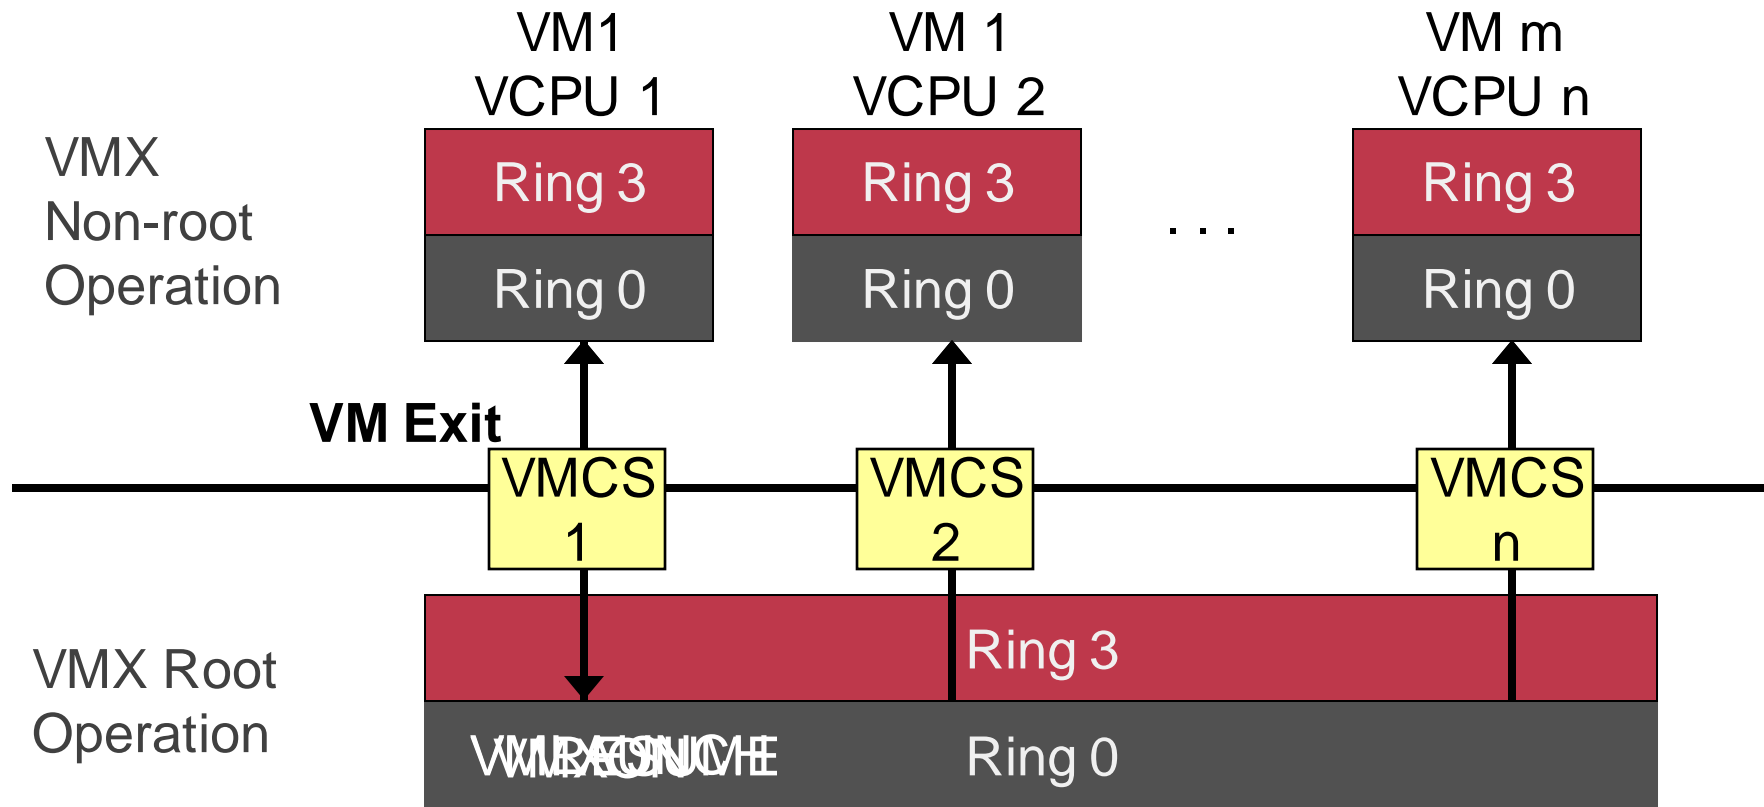 VM1
VCPU 1
VM 1
VCPU 2
VM m
VCPU n
VMX
Non-root
Operation
Ring 3
Ring 3
Ring 3
. . .
Ring 0
Ring 0
Ring 0
VM Exit
VMCS
1
VMCS
2
VMCS
n
VMX Root
Operation
Ring 3
Ring 0